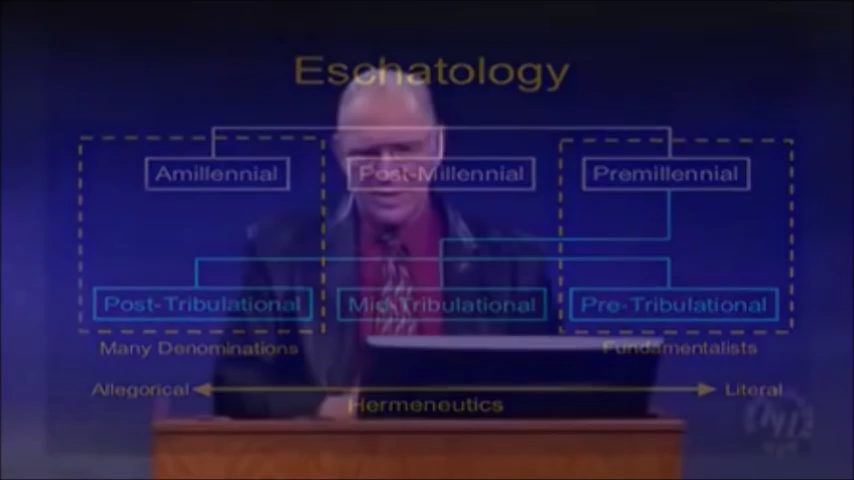 Eschatology
Amillennial Post-Millennial Premillennial
Post-Tribulational Mid-Tribulational Pre-Tribulational
Many Denominations Fundamentalists
Allegorical Literal
Hermeneutics